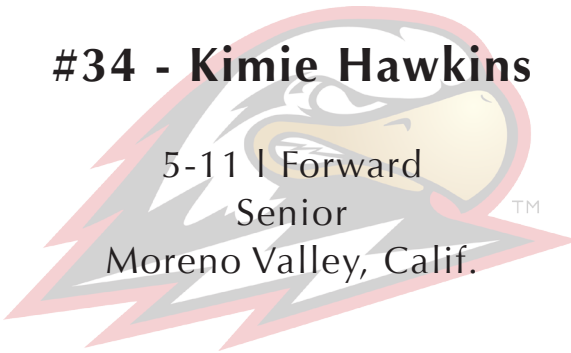 #34 - Kimie Hawkins
5-11 l Forward
Senior
TM
Moreno Valley, Calif.